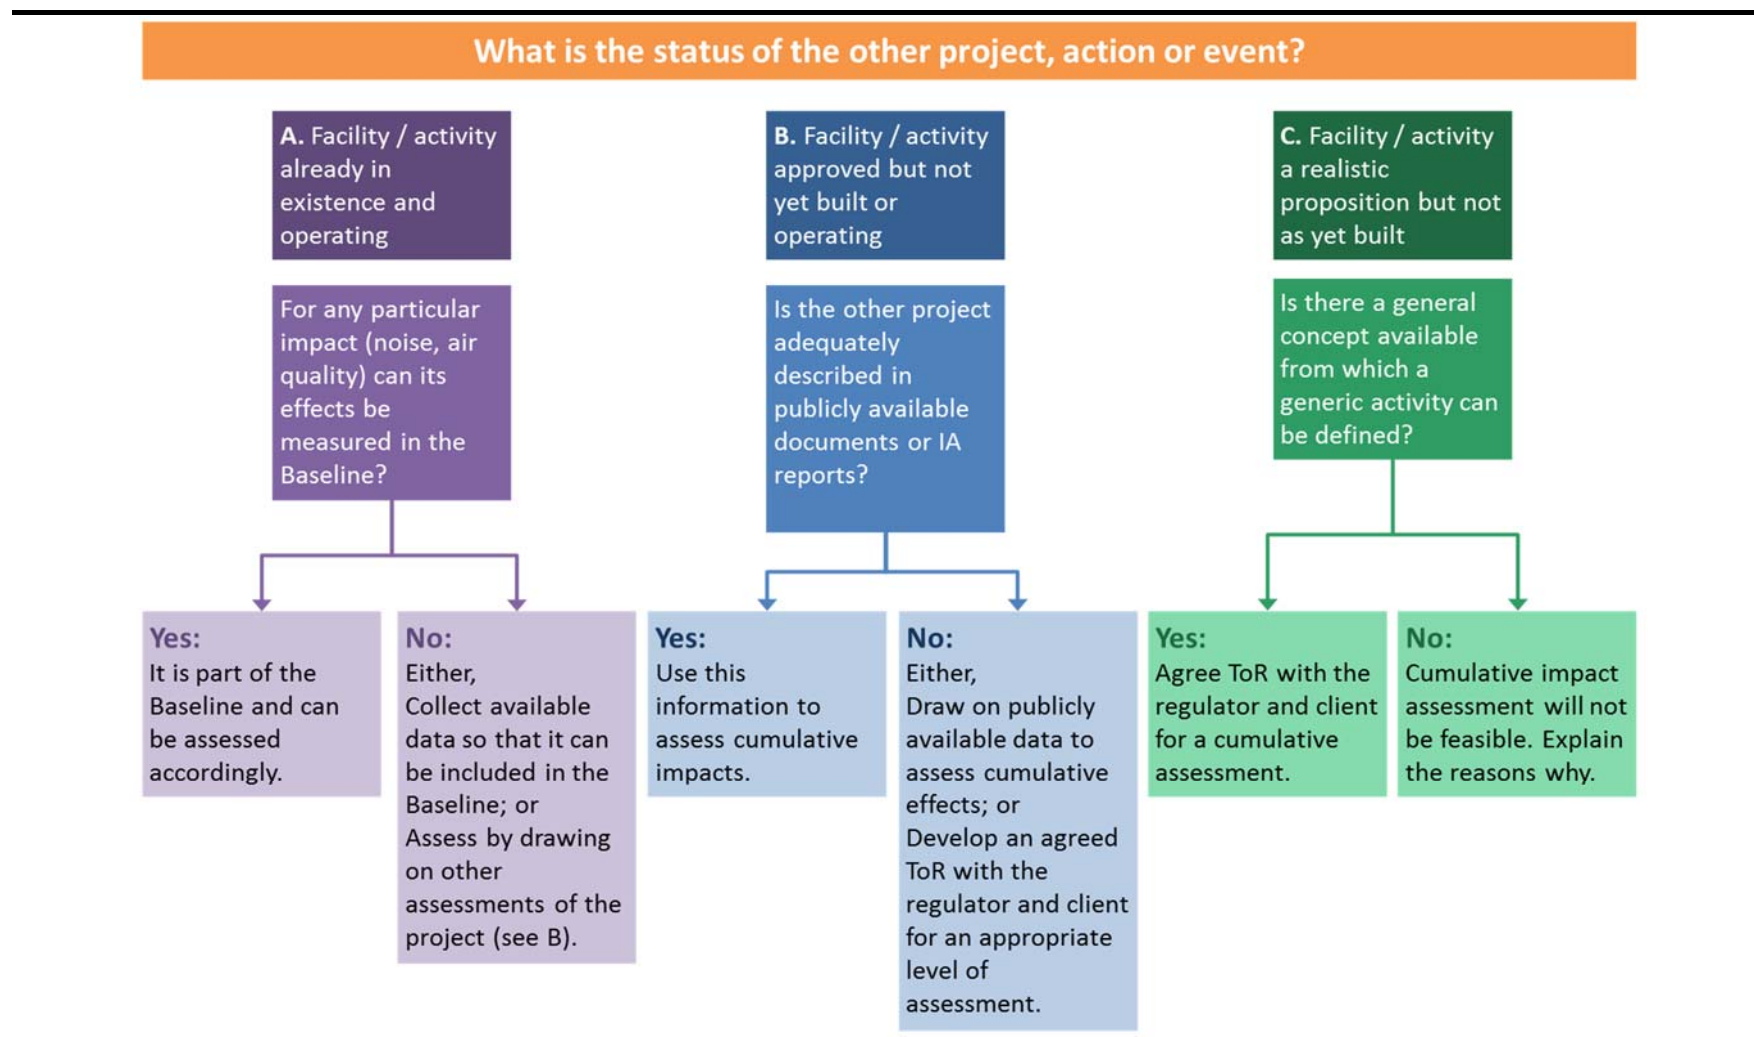 What is the status of the other project, action or event?
A. Facility / activity
already in
existence and
operating
For any particular
impact (noise, air
quality) can its
effects be
measured in the
Baseline?
Yes:
It is part of the
Baseline and can
be assessed
accordingly.
No:
Either,
Collect available
data so that it can
be included in the
Baseline; or
Assess by drawing
on other
assessments of the
project (see B).
B. Facility / activity
approved but not
yet built or
operating
Is the other project
adequately
described in
publicly available
documents or IA
reports?
Yes:
Use this
information to
assess cumulative
impacts.
No:
Either,
Draw on publicly
available data to
assess cumulative
effects; or
Develop an agreed
ToR with the
regulator and client
for an appropriate
level of
assessment.
C. Facility / activity
a realistic
proposition but not
as yet built
Is there a general
concept available
from which a
generic activity can
be defined?
Yes:
Agree ToR with the
regulator and client
for a cumulative
assessment.
No:
Cumulative impact
assessment will not
be feasible. Explain
the reasons why.